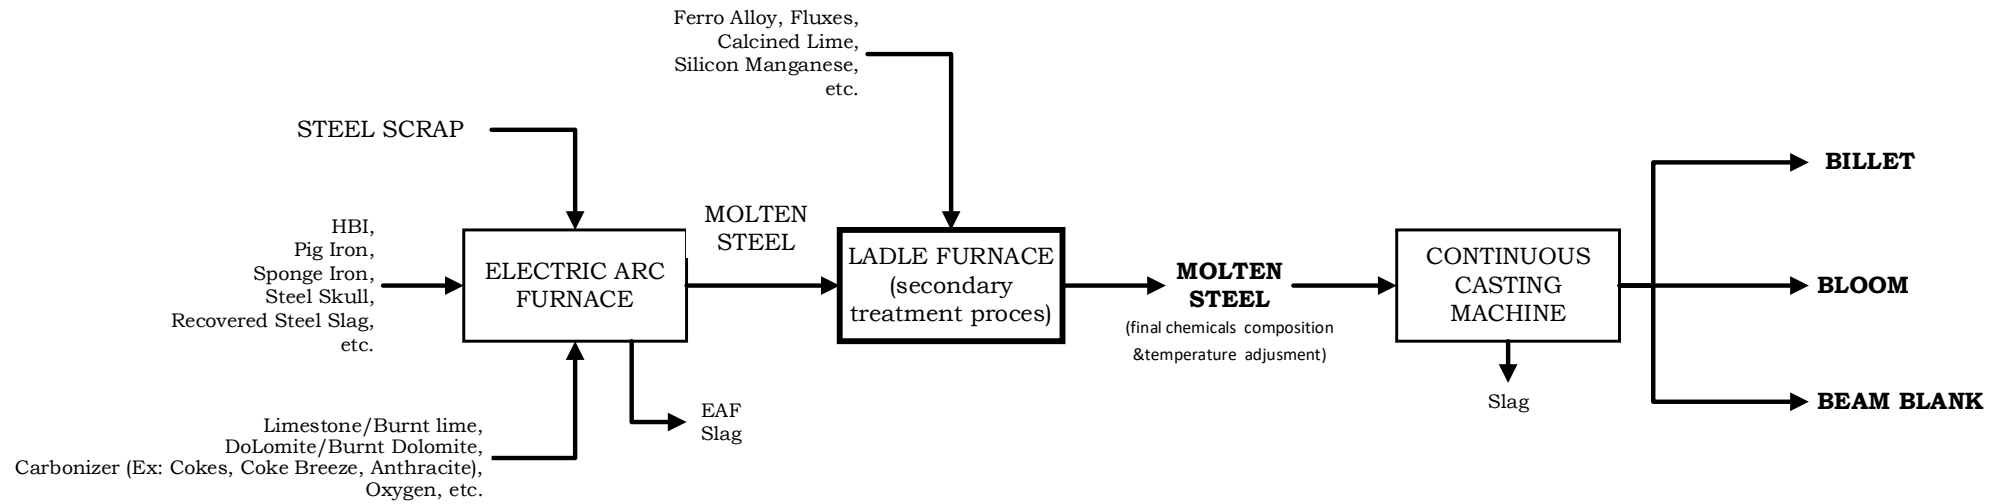 Ferro Alloy, Fluxes,
Calcined Lime,
Silicon Manganese,
etc.
STEEL SCRAP
HBI,
Pig Iron,
Sponge Iron,
Steel Skull,
Recovered Steel Slag,
etc.
Limestone/Burnt lime,
DoLomite/Burnt Dolomite,
Carbonizer (Ex: Cokes, Coke Breeze, Anthracite),
Oxygen, etc.
ELECTRIC ARC
FURNACE
EAF
Slag
MOLTEN
STEEL
LADLE FURNACE
(secondary
treatment proces)
MOLTEN
STEEL
(final chemicals composition
&temperature adjusment)
CONTINUOUS
CASTING
MACHINE
Slag
BILLET
BLOOM
BEAM BLANK